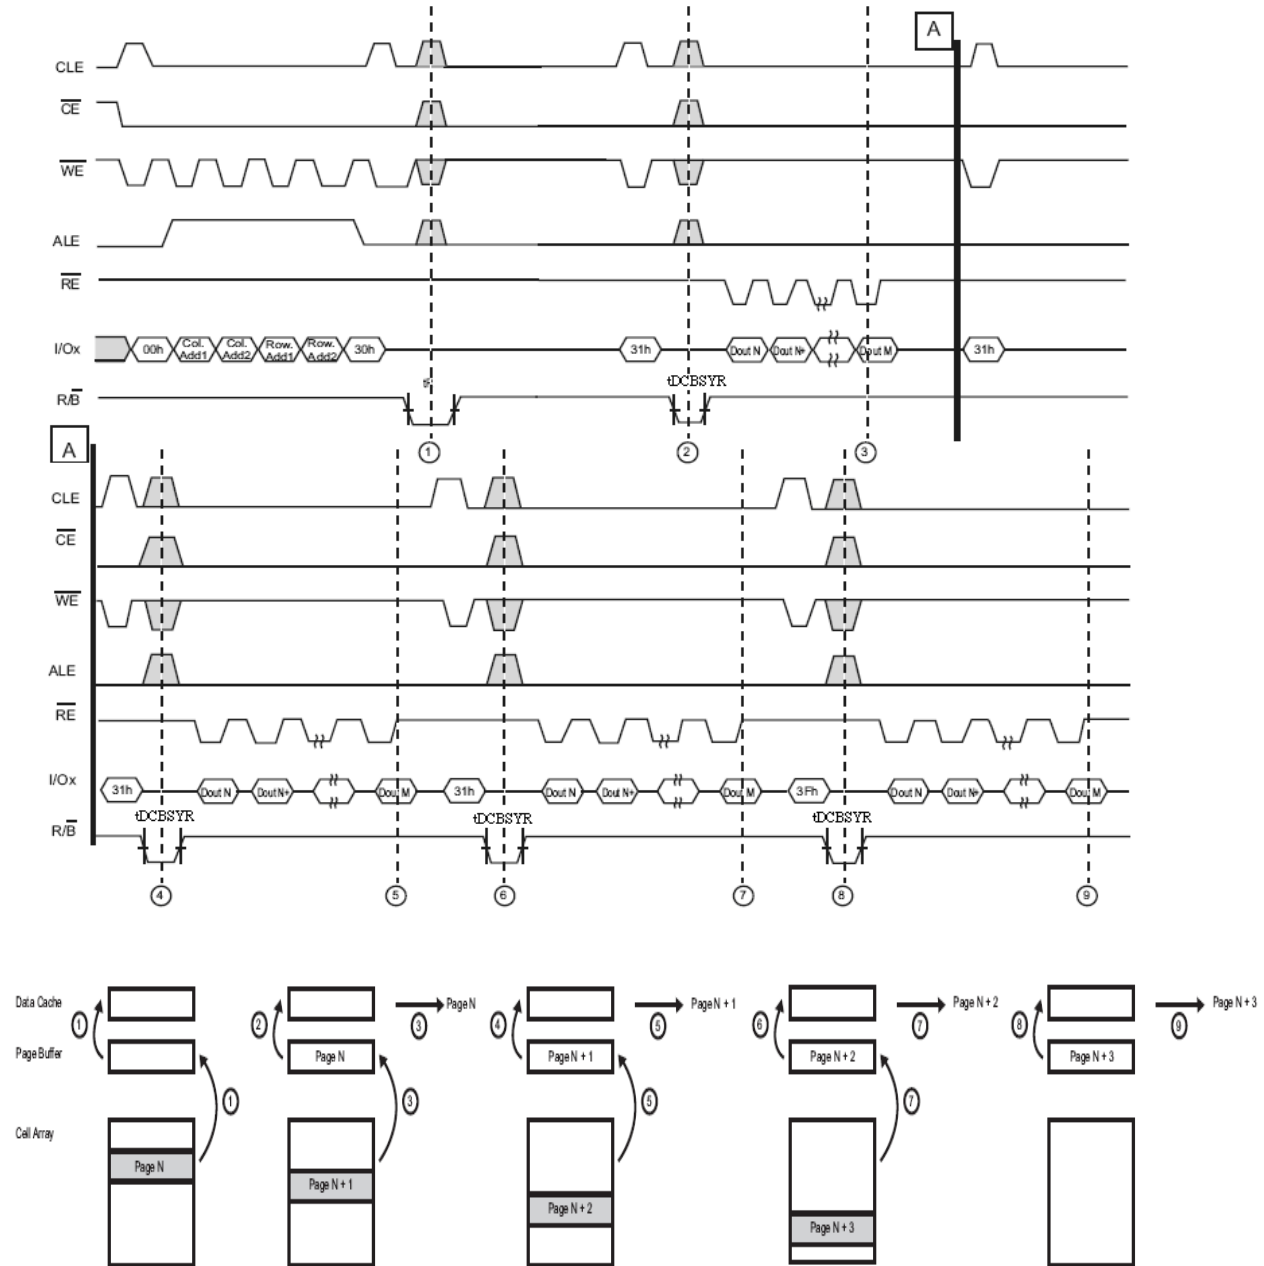 A
CLE
CE
WE
ALE
RE
I/Ox 00h Col. Add1 Col. Add2 Row. Add1 Row. Add2 30h 31h Dout N Dout N+ Dout M 31h
tDCBSYR
R/B
1 2 3
A
CLE
CE
WE
ALE
RE
I/Ox 31h Dout N Dout N+ Dout M 31h Dout N Dout N+ Dout M 3Fh Dout N Dout N+ Dout M
tDCBSYR tDCBSYR tDCBSYR
R/B
4 5 6 7 8 9
Data Cache Page N Page N + 1 Page N + 2 Page N + 3
1 2 3 4 5 6 7 8 9
Page Buffer Page N Page N + 1 Page N + 2 Page N + 3
1 3 5 7
Cell Array
Page N
Page N + 1
Page N + 2
Page N + 3